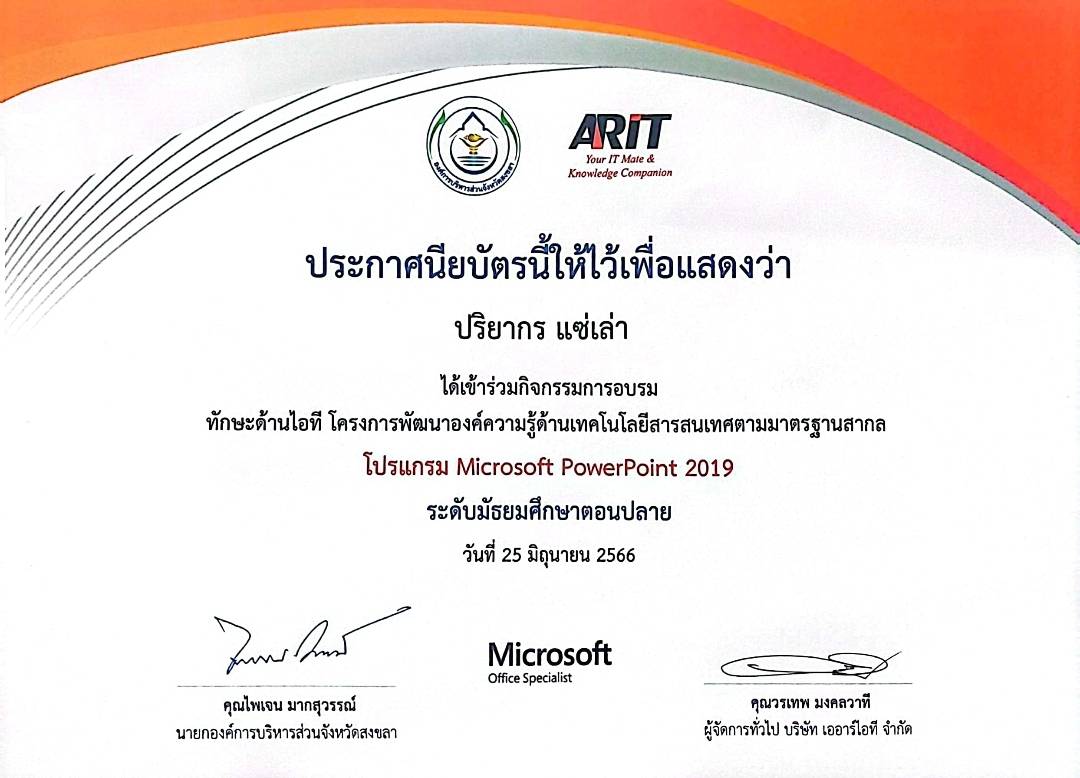 องค์การบริหารส่วนจังหวัดสงขลา
ARiT
Your IT Mate &
Knowledge Companion
ประกาศนียบัตรนี้ให้ไว้เพื่อแสดงว่า
ปริยากร แซ่เล่า
ได้เข้าร่วมกิจกรรมการอบรม
ทักษะด้านไอที โครงการพัฒนาองค์ความรู้ด้านเทคโนโลยีสารสนเทศตามมาตรฐานสากล
โปรแกรม Microsoft PowerPoint 2019
ระดับมัธยมศึกษาตอนปลาย
วันที่ 25 มิถุนายน 2566
Microsoft
Office Specialist
คุณไพเจน มากสุวรรณ์
นายกองค์การบริหารส่วนจังหวัดสงขลา
คุณวรเทพ มงคลวาที
ผู้จัดการทั่วไป บริษัท เออาร์ไอที จำกัด